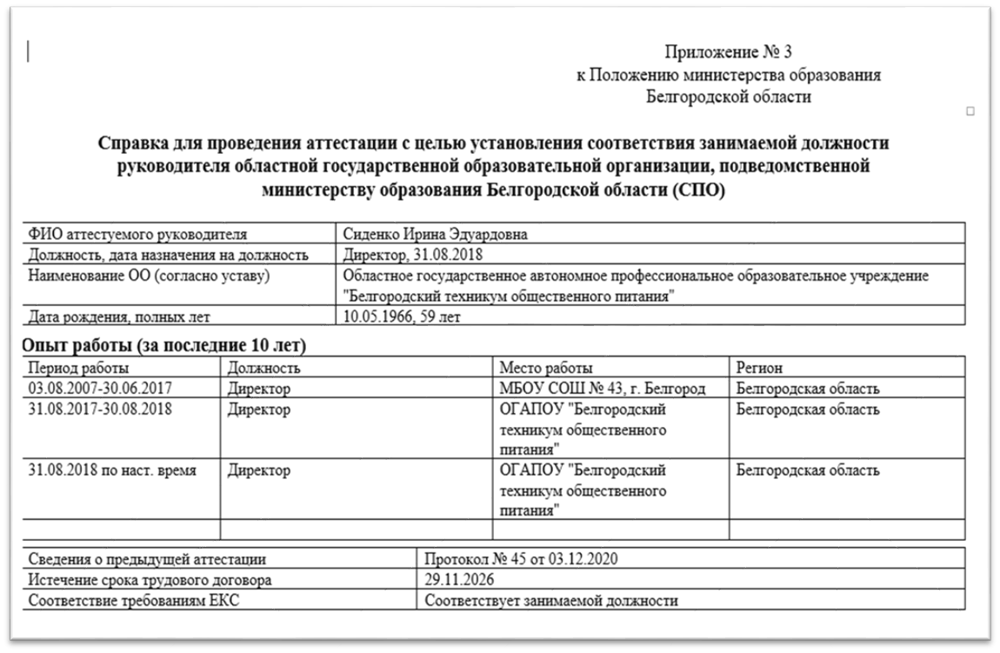 Приложение № 3
к Положению министерства образования
Белгородской области
Справка для проведения аттестации с целью установления соответствия занимаемой должности
руководителя областной государственной образовательной организации, подведомственной
министерству образования Белгородской области (СПО)
ФИО аттестуемого руководителя Сиденко Ирина Эдуардовна
Должность, дата назначения на должность Директор, 31.08.2018
Наименование ОО (согласно уставу) Областное государственное автономное профессиональное образовательное учреждение
"Белгородский техникум общественного питания"
Дата рождения, полных лет 10.05.1966, 59 лет
Опыт работы (за последние 10 лет)
Период работы Должность Место работы Регион
03.08.2007-30.06.2017 Директор МБОУ СОШ № 43, г. Белгород Белгородская область
31.08.2017-30.08.2018 Директор ОГАПОУ "Белгородский Белгородская область
техникум общественного
питания"
31.08.2018 по наст. время Директор ОГАПОУ "Белгородский Белгородская область
техникум общественного
питания"
Сведения о предыдущей аттестации Протокол № 45 от 03.12.2020
Истечение срока трудового договора 29.11.2026
Соответствие требованиям ЕКС Соответствует занимаемой должности